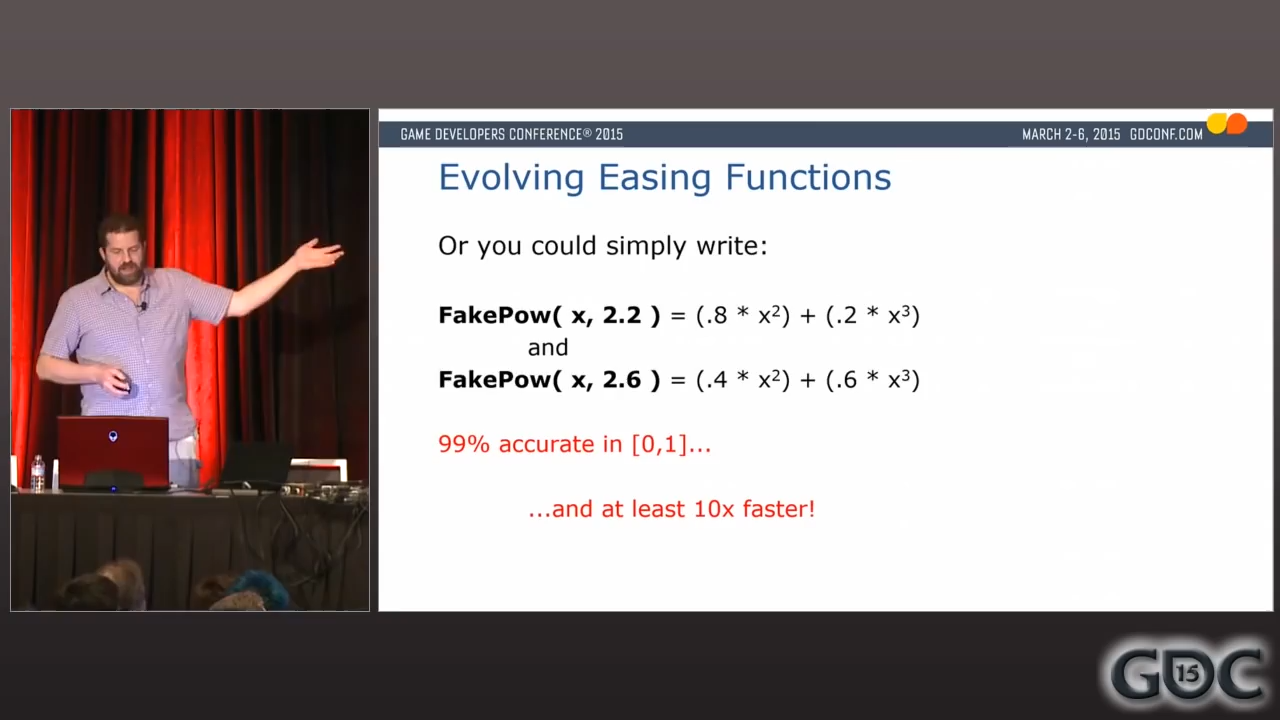 GAME DEVELOPERS CONFERENCE® 2015
MARCH 2-6, 2015 GDCONF.COM
Evolving Easing Functions
Or you could simply write:
FakePow( x, 2.2 ) = (.8 * x²) + (.2 * x³)
and
FakePow( x, 2.6 ) = (.4 * x²) + (.6 * x³)
99% accurate in [0,1]...
...and at least 10x faster!
GDC 15